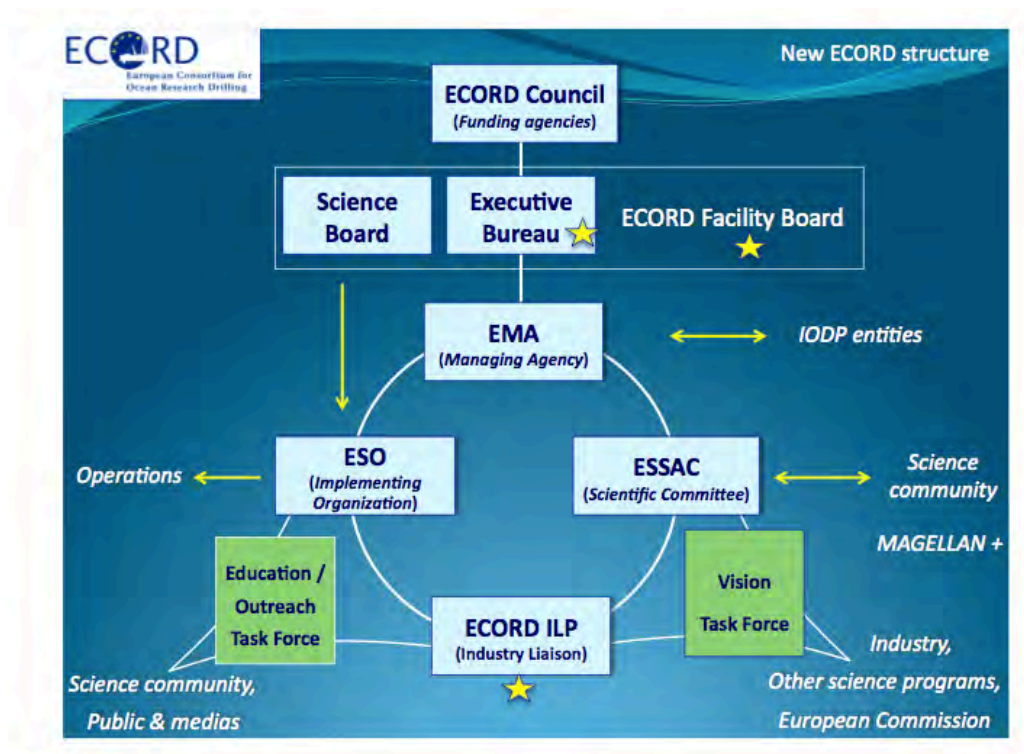 ECORD
European Consortium for
Ocean Research Drilling
New ECORD structure
ECORD Council
(Funding agencies)
Science
Board
Executive
Bureau
ECORD Facility Board
EMA
(Managing Agency)
IODP entities
Operations
ESO
(Implementing
Organization)
ESSAC
(Scientific Committee)
Science
community
MAGELLAN +
Education /
Outreach
Task Force
Vision
Task Force
ECORD ILP
(Industry Liaison)
Science community,
Public & medias
Industry,
Other science programs,
European Commission